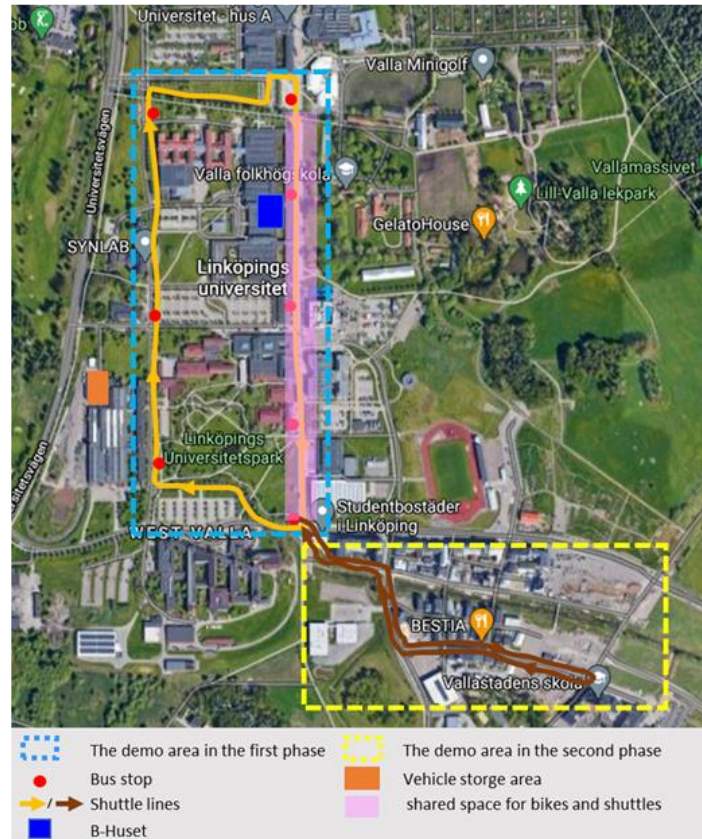 Universitet - hus A
Valla Minigolf
Universitetsvägen
Valla folkhögskola
Vallamassivet
Lill-Valla lekpark
GelatoHouse
SYNLAB
Linköpings
universitet
Linköpings
Universitetspark
Universitetsvägen
Studentbostäder
i Linköping
WEST VALLA
BESTIA
Vallastadens skola
The demo area in the first phase
The demo area in the second phase
Bus stop
Vehicle storge area
/ Shuttle lines
shared space for bikes and shuttles
B-Huset